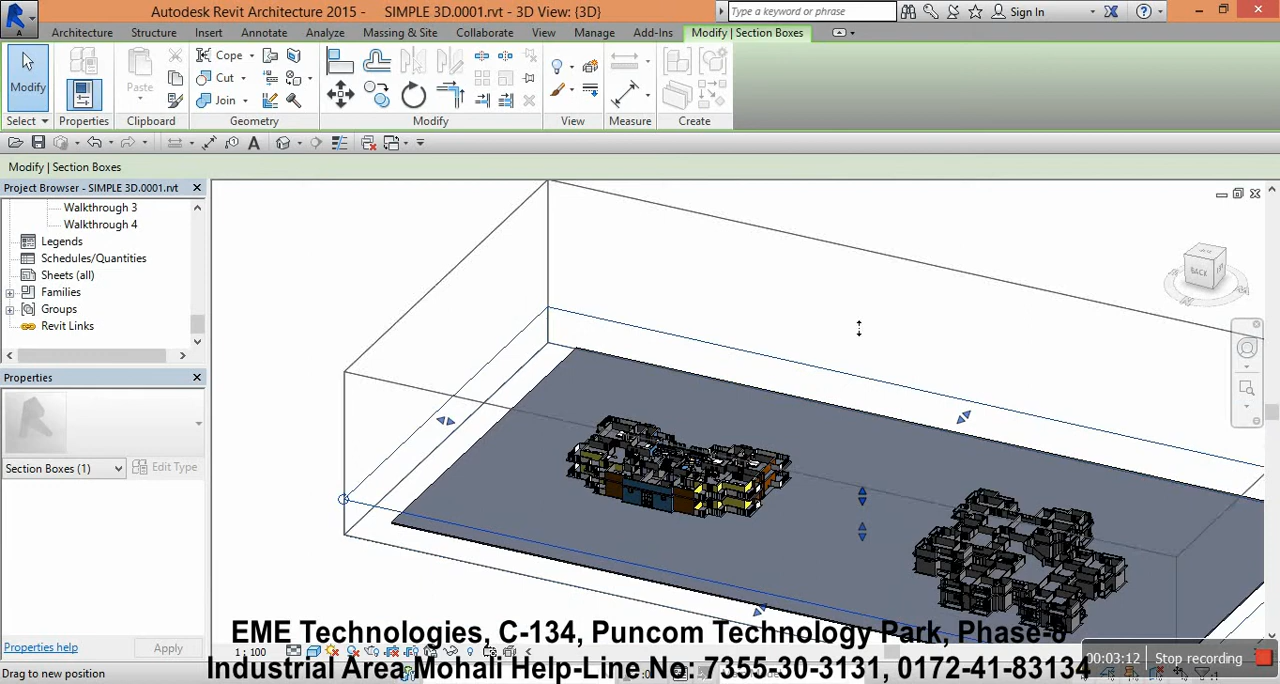 Autodesk Revit Architecture 2015 - SIMPLE 3D.0001.rvt - 3D View: {3D}
Type a keyword or phrase
Sign In
Architecture Structure Insert Annotate Analyze Massing & Site Collaborate View Manage Add-Ins Modify | Section Boxes
Modify Paste Cope Cut Join
Select Properties Clipboard Geometry Modify View Measure Create
Modify | Section Boxes
Project Browser - SIMPLE 3D.0001.rvt
Walkthrough 3
Walkthrough 4
Legends
Schedules/Quantities
Sheets (all)
Families
Groups
Revit Links
Properties
Section Boxes (1)
Edit Type
Properties help
Apply
BACK
1 : 100
EME Technologies, C-134, Puncom Technology Park, Phase-8
Industrial Area Mohali Help-Line No: 7355-30-3131, 0172-41-83134
00:03:12 Stop recording
Drag to new position